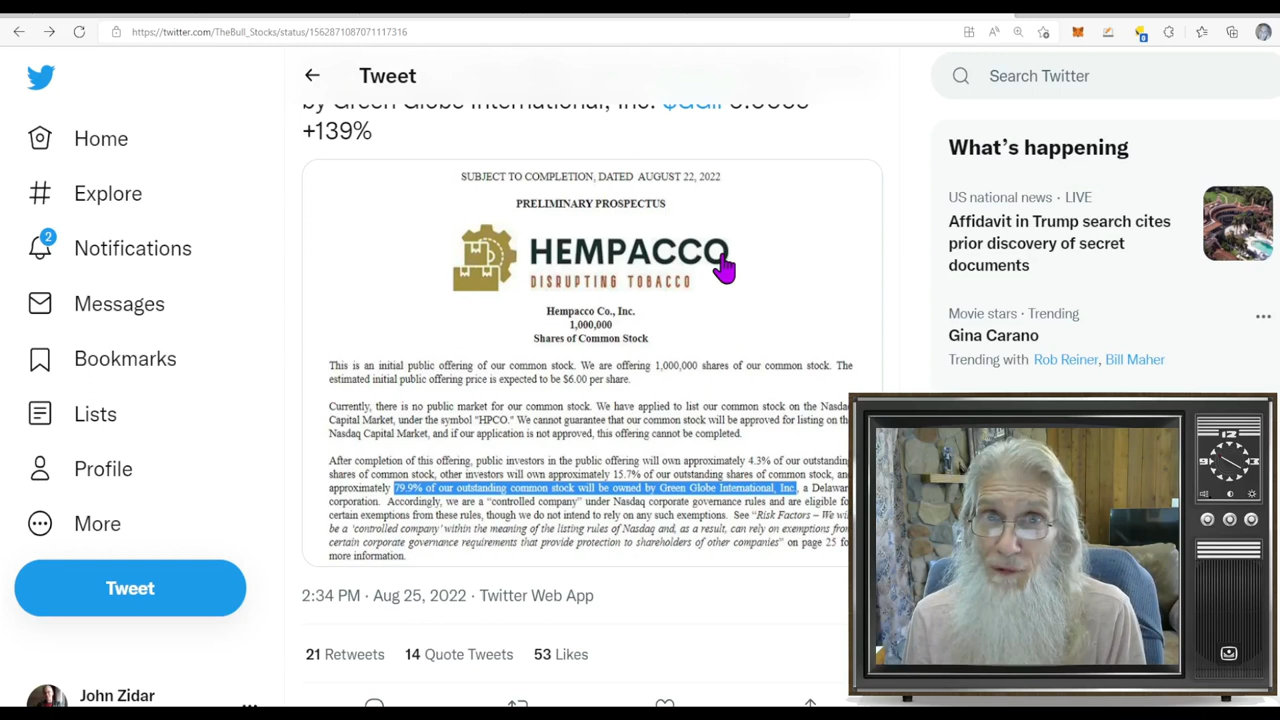 https://twitter.com/TheBull_Stocks/status/1562871087071117316
Tweet
Search Twitter
Home
Explore
2
Notifications
Messages
Bookmarks
Lists
Profile
More
Tweet
John Zidar
by Green Globe International, Inc.
+139%
SUBJECT TO COMPLETION, DATED AUGUST 22, 2022
PRELIMINARY PROSPECTUS
HEMPACCO
DISRUPTING TOBACCO
Hempacco Co., Inc.
1,000,000
Shares of Common Stock
This is an initial public offering of our common stock. We are offering 1,000,000 shares of our common stock. The
estimated initial public offering price is expected to be $6.00 per share.
Currently, there is no public market for our common stock. We have applied to list our common stock on the Nasdaq
Capital Market, under the symbol “HPCO.” We cannot guarantee that our common stock will be approved for listing on the
Nasdaq Capital Market, and if our application is not approved, this offering cannot be completed.
After completion of this offering, public investors in the public offering will own approximately 4.3% of our outstanding
shares of common stock, other investors will own approximately 15.7% of our outstanding shares of common stock, and
approximately 79.9% of our outstanding common stock will be owned by Green Globe International, Inc., a Delaware
corporation. Accordingly, we are a “controlled company” under Nasdaq corporate governance rules and are eligible for
certain exemptions from these rules, though we do not intend to rely on any such exemptions. See “Risk Factors – We will
be a ‘controlled company’ within the meaning of the listing rules of Nasdaq and, as a result, can rely on exemptions from
certain corporate governance requirements that provide protection to shareholders of other companies” on page 25 for
more information.
2:34 PM · Aug 25, 2022 · Twitter Web App
21 Retweets 14 Quote Tweets 53 Likes
What’s happening
US national news · LIVE
Affidavit in Trump search cites
prior discovery of secret
documents
Movie stars · Trending
Gina Carano
Trending with Rob Reiner, Bill Maher
12
3
6
9